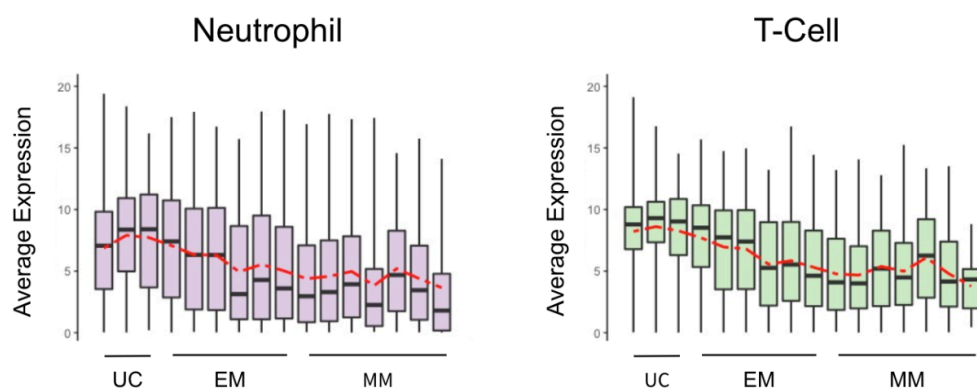 Neutrophil
Average Expression
20
15
10
5
0
UC
EM
MM
T-Cell
Average Expression
20
15
10
5
0
UC
EM
MM